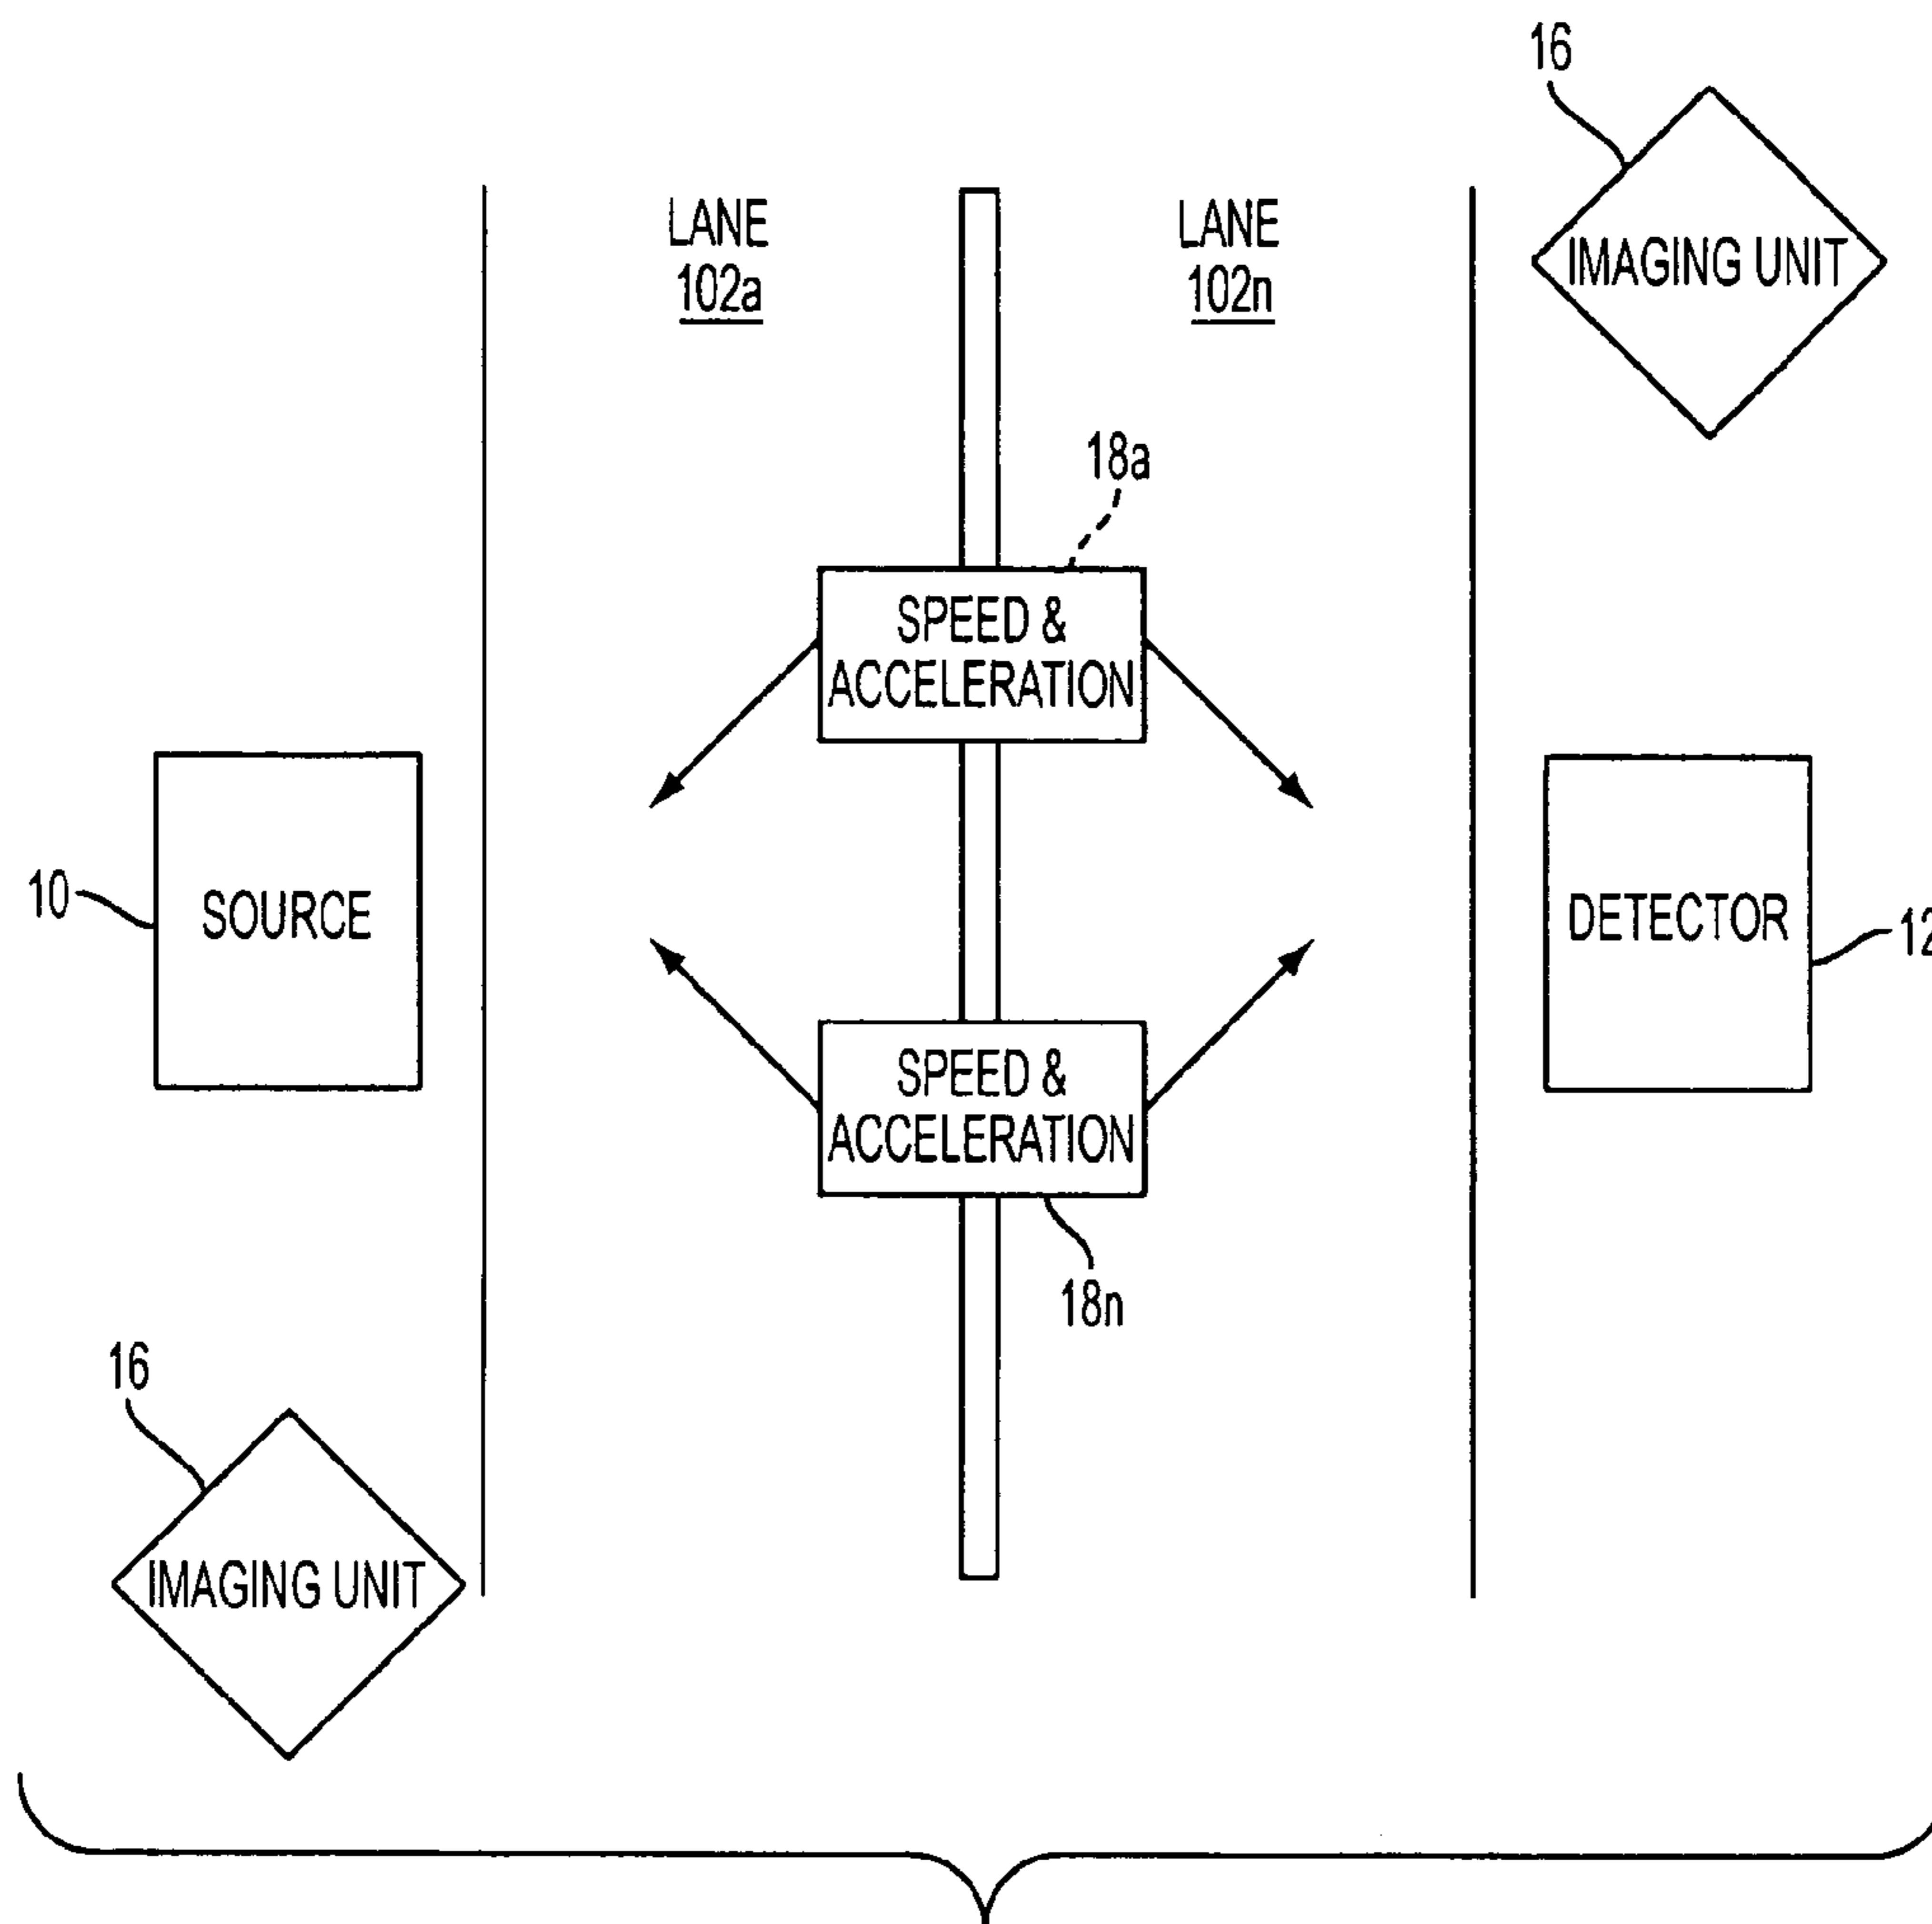 16
IMAGING UNIT
LANE
102a
LANE
102n
18a
SPEED &
ACCELERATION
10
SOURCE
DETECTOR
12
SPEED &
ACCELERATION
18n
16
IMAGING UNIT